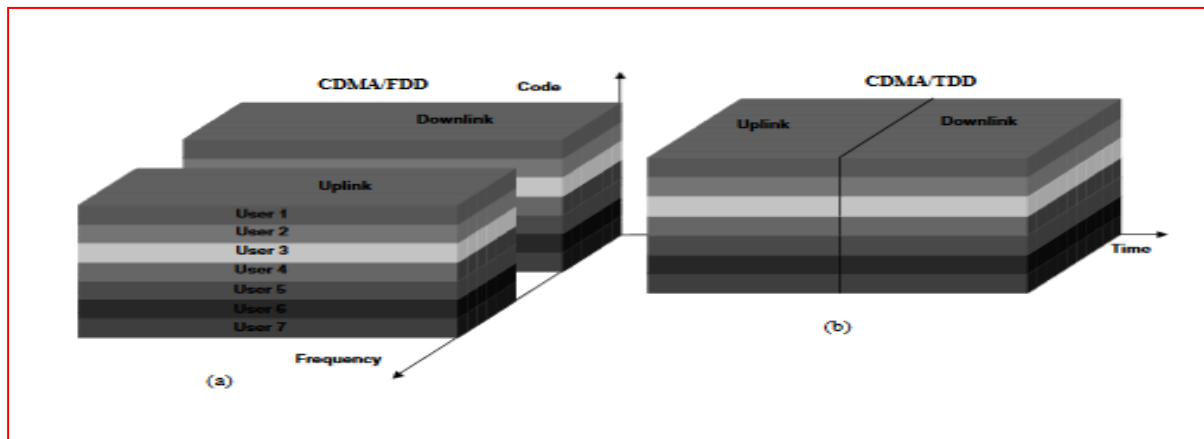 CDMA/FDD
Code
Downlink
Uplink
User 1
User 2
User 3
User 4
User 5
User 6
User 7
Frequency
(a)
CDMA/TDD
Uplink
Downlink
Time
(b)